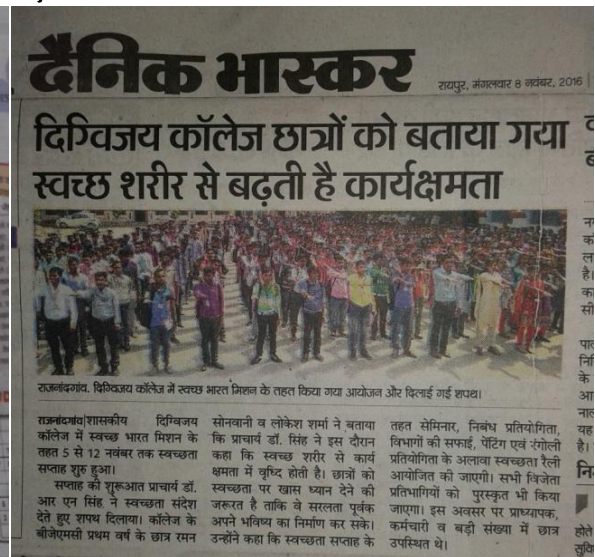 दैनिक भास्कर
रायपुर, मंगलवार 8 नवंबर, 2016
दिग्विजय कॉलेज छात्रों को बताया गया
स्वच्छ शरीर से बढ़ती है कार्यक्षमता
राजनांदगांव. दिग्विजय कॉलेज में स्वच्छ भारत मिशन के तहत किया गया आयोजन और दिलाई गई शपथ।
राजनांदगांव|शासकीय दिग्विजय
कॉलेज में स्वच्छ भारत मिशन के
तहत 5 से 12 नवंबर तक स्वच्छता
सप्ताह शुरु हुआ।
सप्ताह की शुरूआत प्राचार्य डॉ.
आर एन सिंह ने स्वच्छता संदेश
देते हुए शपथ दिलाया। कॉलेज के
बीजेएमसी प्रथम वर्ष के छात्र रमन
सोनवानी व लोकेश शर्मा ने बताया
कि प्राचार्य डॉ. सिंह ने इस दौरान
कहा कि स्वच्छ शरीर से कार्य
क्षमता में वृध्दि होती है। छात्रों को
स्वच्छता पर खास ध्यान देने की
जरूरत है ताकि वे सरलता पूर्वक
अपने भविष्य का निर्माण कर सके।
उन्होंने कहा कि स्वच्छता सप्ताह के
तहत सेमिनार, निबंध प्रतियोगिता,
विभागों की सफाई, पेंटिंग एवं रंगोली
प्रतियोगिता के अलावा स्वच्छता रैली
आयोजित की जाएगी। सभी विजेता
प्रतिभागियों को पुरस्कृत भी किया
जाएगा। इस अवसर पर प्राध्यापक,
कर्मचारी व बड़ी संख्या में छात्र
उपस्थित थे।